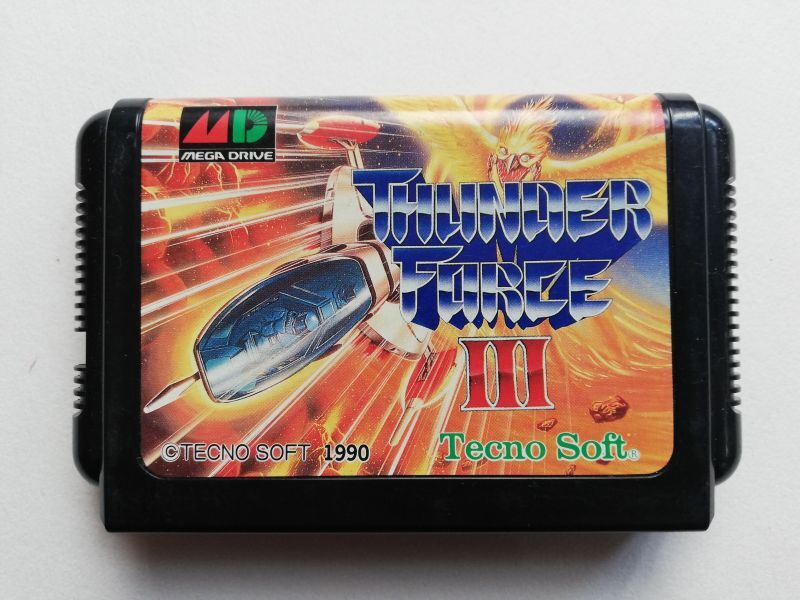 MD
MEGA DRIVE
THUNDER
FORCE
III
©TECNO SOFT 1990
Tecno Soft®